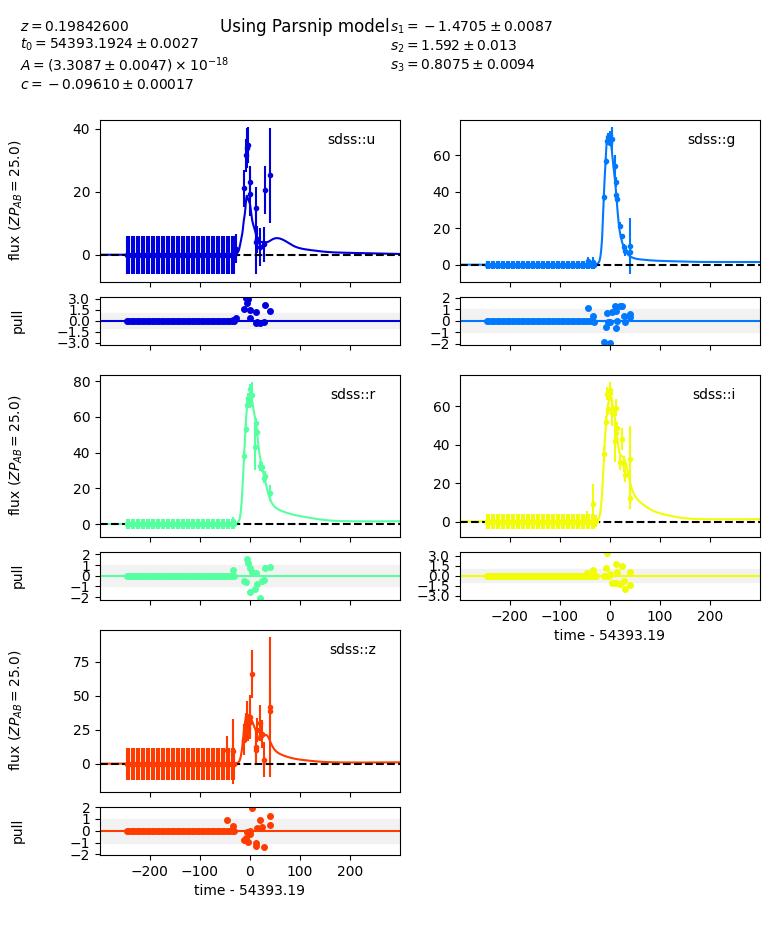 Using Parsnip model
z = 0.19842600
t₀ = 54393.1924 ± 0.0027
A = (3.3087 ± 0.0047) × 10⁻¹⁸
c = −0.09610 ± 0.00017
s₁ = −1.4705 ± 0.0087
s₂ = 1.592 ± 0.013
s₃ = 0.8075 ± 0.0094
sdss::u
flux (ZP_AB = 25.0)
40
20
0
pull
3.0
1.5
0.0
−1.5
−3.0
sdss::g
60
40
20
0
2
1
0
−1
−2
sdss::r
flux (ZP_AB = 25.0)
80
60
40
20
0
pull
2
1
0
−1
−2
sdss::i
60
40
20
0
3.0
1.5
0.0
−1.5
−3.0
−200 −100 0 100 200
time - 54393.19
sdss::z
flux (ZP_AB = 25.0)
75
50
25
0
pull
2
1
0
−1
−2
−200 −100 0 100 200
time - 54393.19